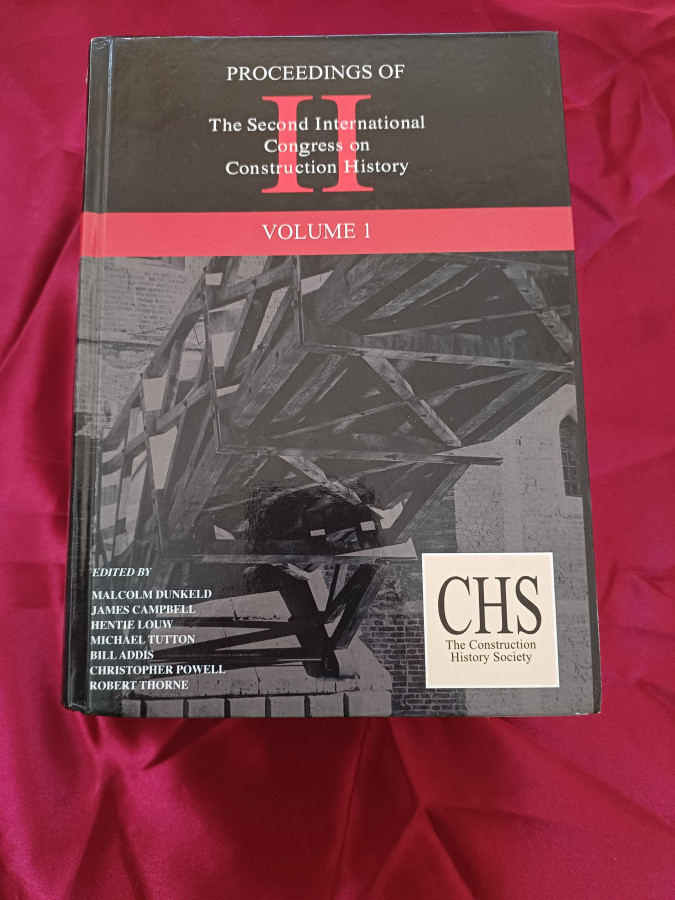 PROCEEDINGS OF
II
The Second International
Congress on
Construction History
VOLUME 1
EDITED BY
MALCOLM DUNKELD
JAMES CAMPBELL
HENTIE LOUW
MICHAEL TUTTON
BILL ADDIS
CHRISTOPHER POWELL
ROBERT THORNE
CHS
The Construction
History Society